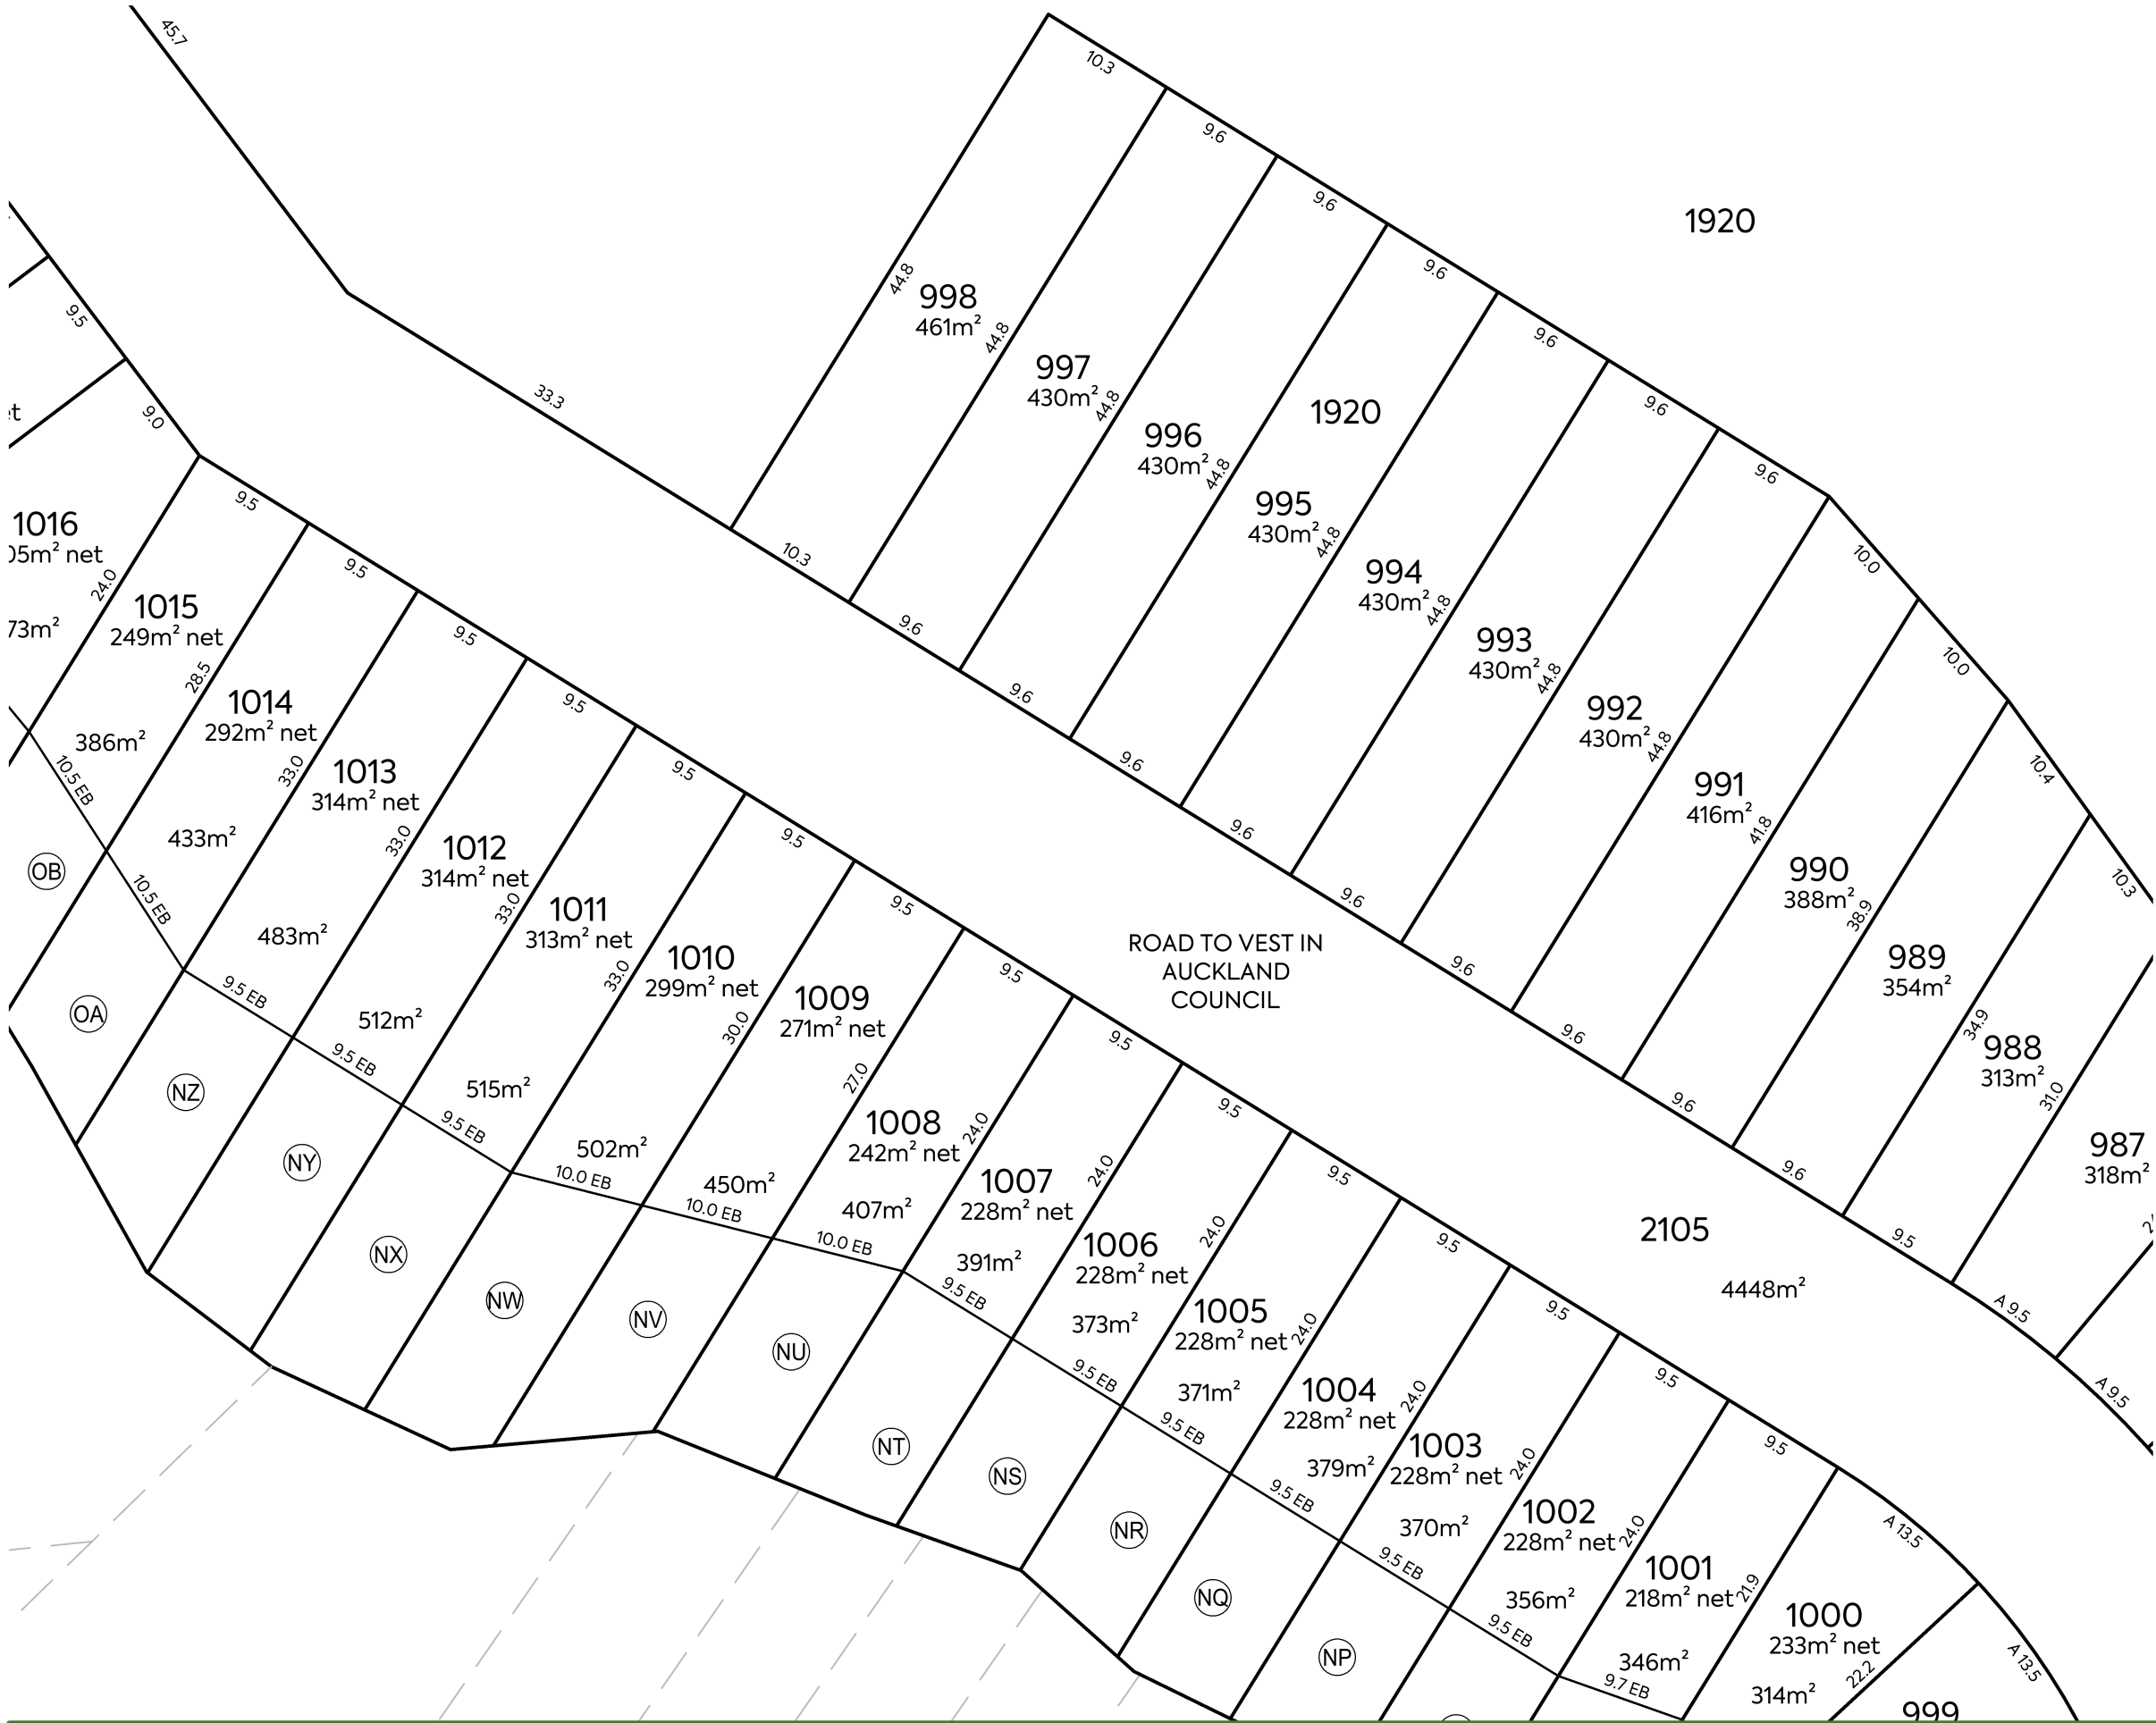 45.7
10.3
9.6
9.6
1920
9.6
9.5
9.6
44.8
998
461m²
44.8
997
430m²
44.8
33.3
9.6
9.0
996
430m²
44.8
1920
9.6
995
430m²
44.8
9.5
10.3
994
430m²
44.8
10.0
1016
24.0
1015
249m² net
9.5
9.6
993
430m²
44.8
10.0
73m²
28.5
1014
292m² net
9.5
9.6
992
430m²
44.8
10.4
386m²
10.5 EB
33.0
1013
314m² net
9.5
9.6
991
416m²
41.8
433m²
33.0
1012
314m² net
9.5
9.6
990
388m²
38.9
10.3
OB
10.5 EB
33.0
1011
313m² net
9.5
9.6
ROAD TO VEST IN
AUCKLAND
COUNCIL
989
354m²
483m²
9.5 EB
33.0
1010
299m² net
9.5
9.6
34.9
OA
512m²
30.0
1009
271m² net
9.5
9.6
988
313m²
31.0
9.5 EB
515m²
27.0
9.5
9.6
NZ
9.5 EB
1008
242m² net
24.0
9.5
9.6
987
318m²
NY
502m²
10.0 EB
450m²
10.0 EB
407m²
10.0 EB
1007
228m² net
24.0
9.5
2105
4448m²
9.5
NX
391m²
9.5 EB
1006
228m² net
24.0
9.5
A 9.5
NW
NV
NU
373m²
9.5 EB
1005
228m² net
24.0
9.5
A 9.5
371m²
9.5 EB
1004
228m² net
24.0
9.5
NT
NS
379m²
9.5 EB
1003
228m² net
24.0
9.5
NR
370m²
9.5 EB
1002
228m² net
24.0
A 13.5
NQ
356m²
9.5 EB
1001
218m² net
21.9
1000
233m² net
NP
346m²
9.7 EB
314m²
22.2
A 13.5
999